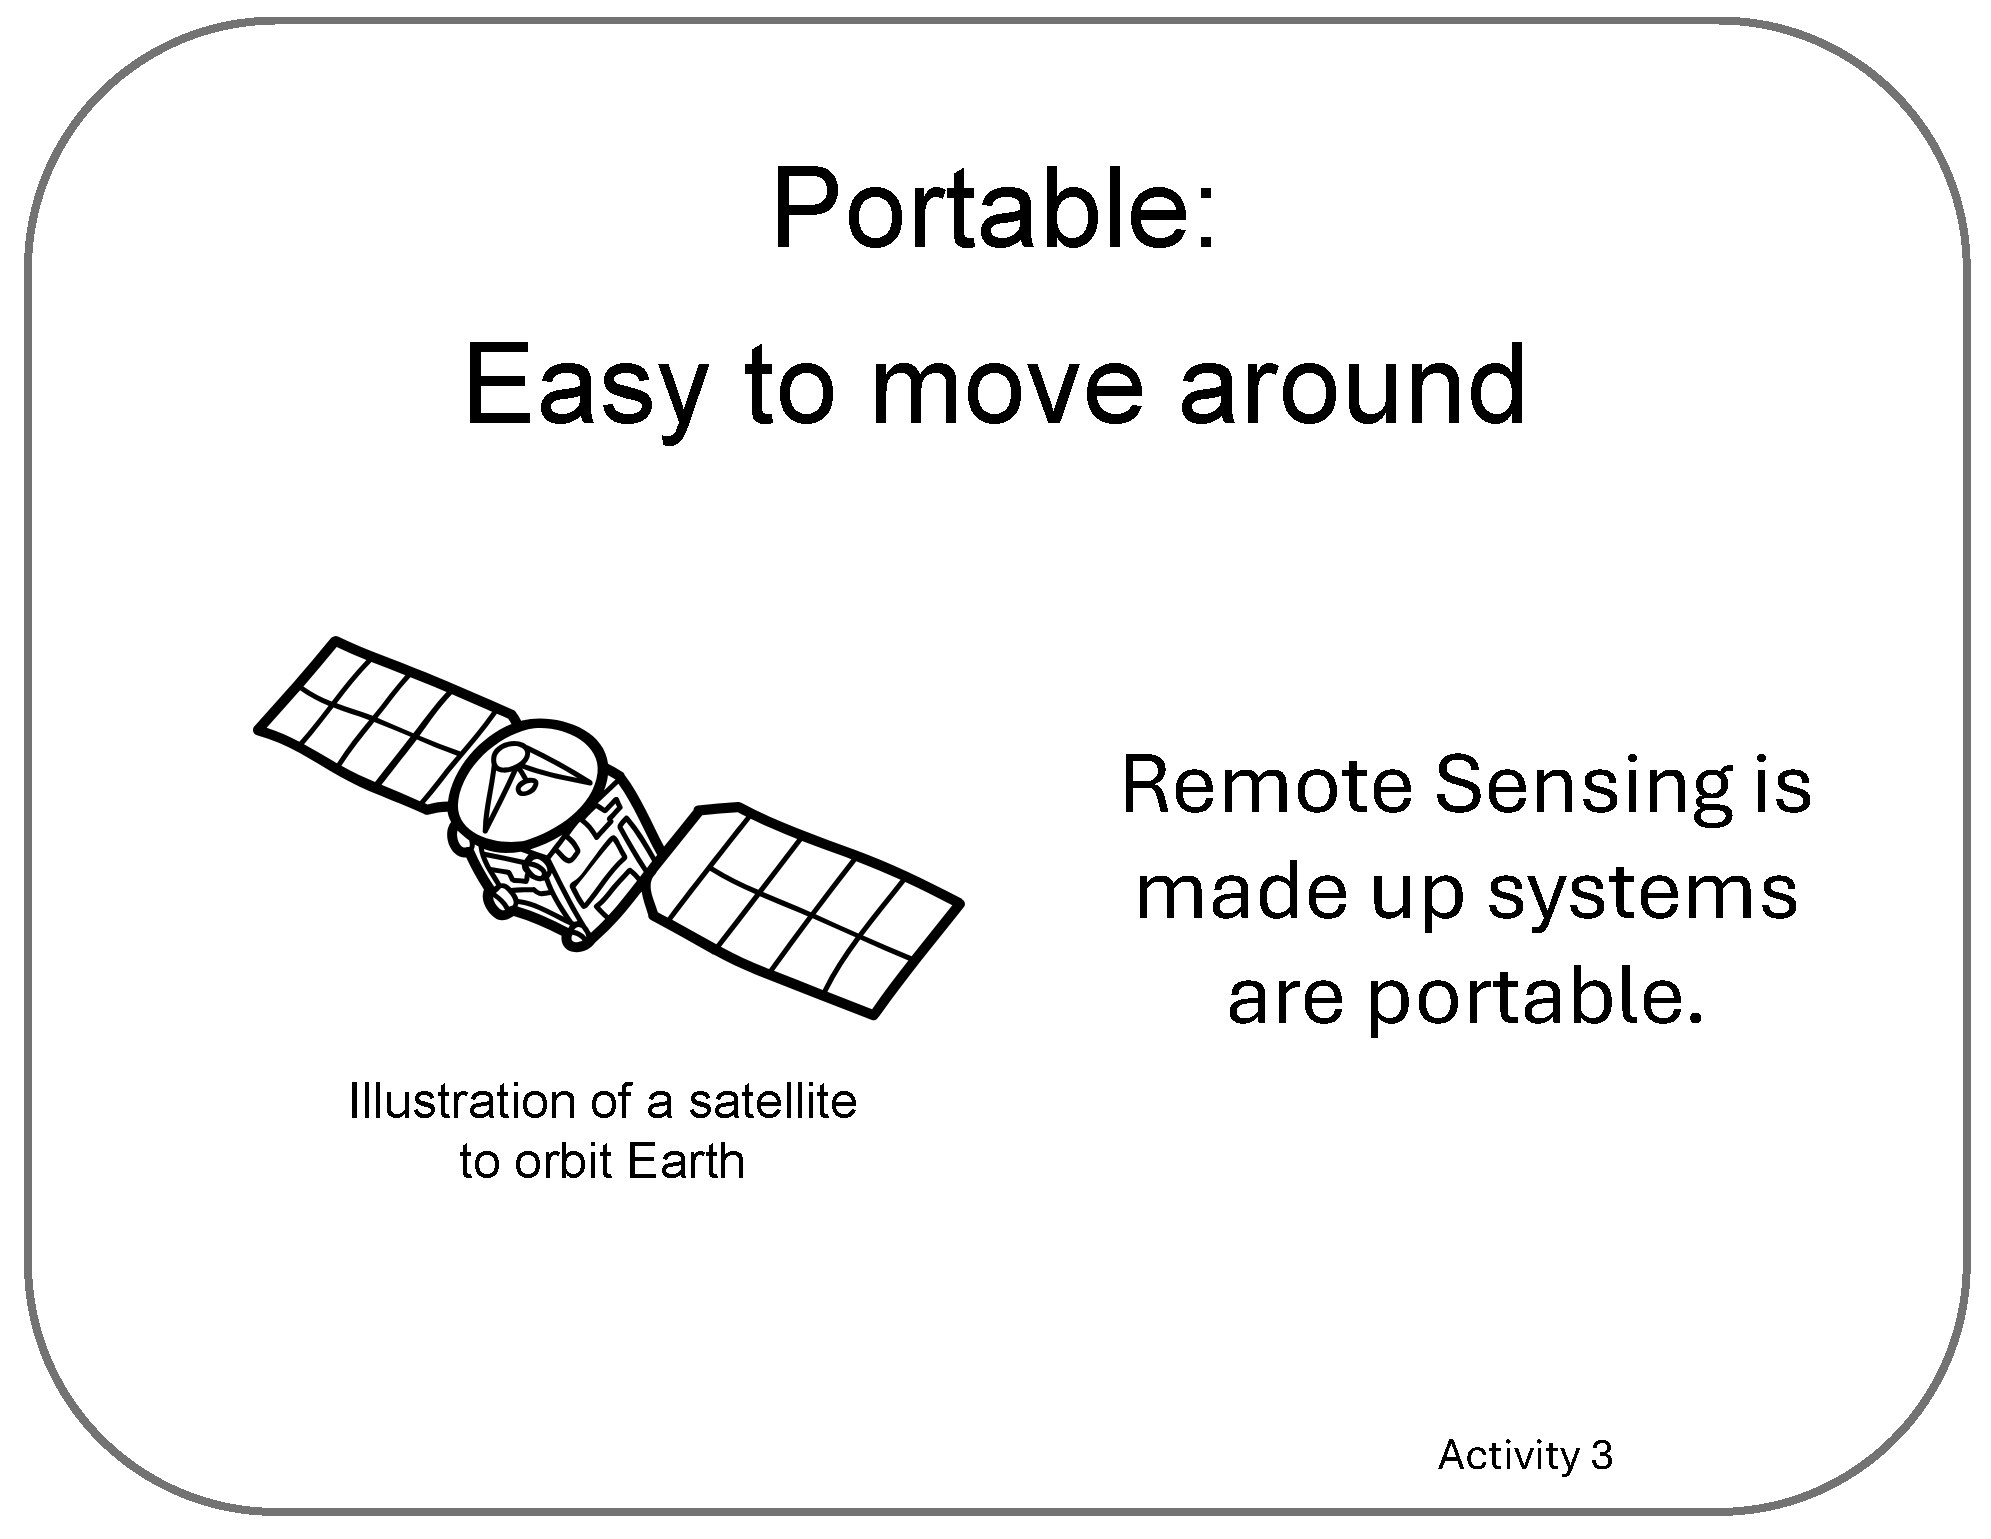 Portable:
Easy to move around
Remote Sensing is
made up systems
are portable.
Illustration of a satellite
to orbit Earth
Activity 3